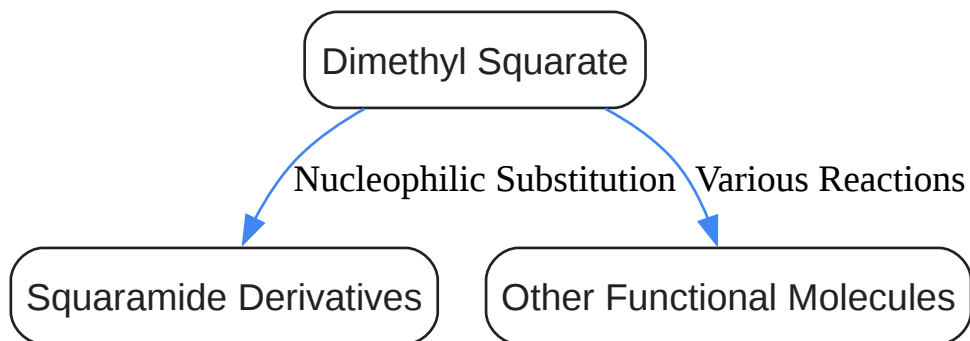 Dimethyl Squarate
Nucleophilic Substitution
Various Reactions
Squaramide Derivatives
Other Functional Molecules